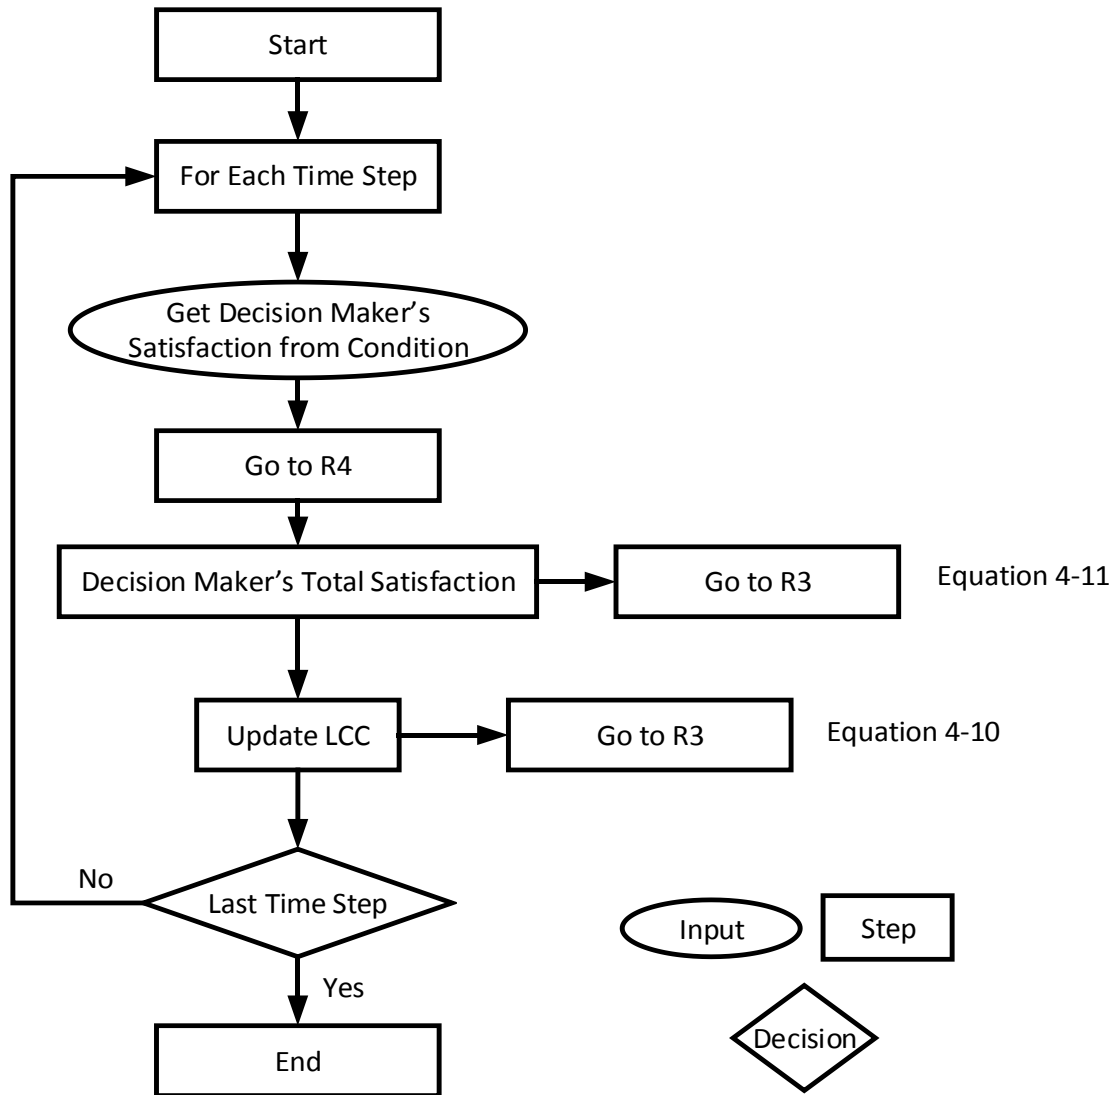 Start
For Each Time Step
Get Decision Maker’s
Satisfaction from Condition
Go to R4
Decision Maker’s Total Satisfaction
Go to R3
Equation 4-11
Update LCC
Go to R3
Equation 4-10
No
Last Time Step
Yes
End
Input
Step
Decision